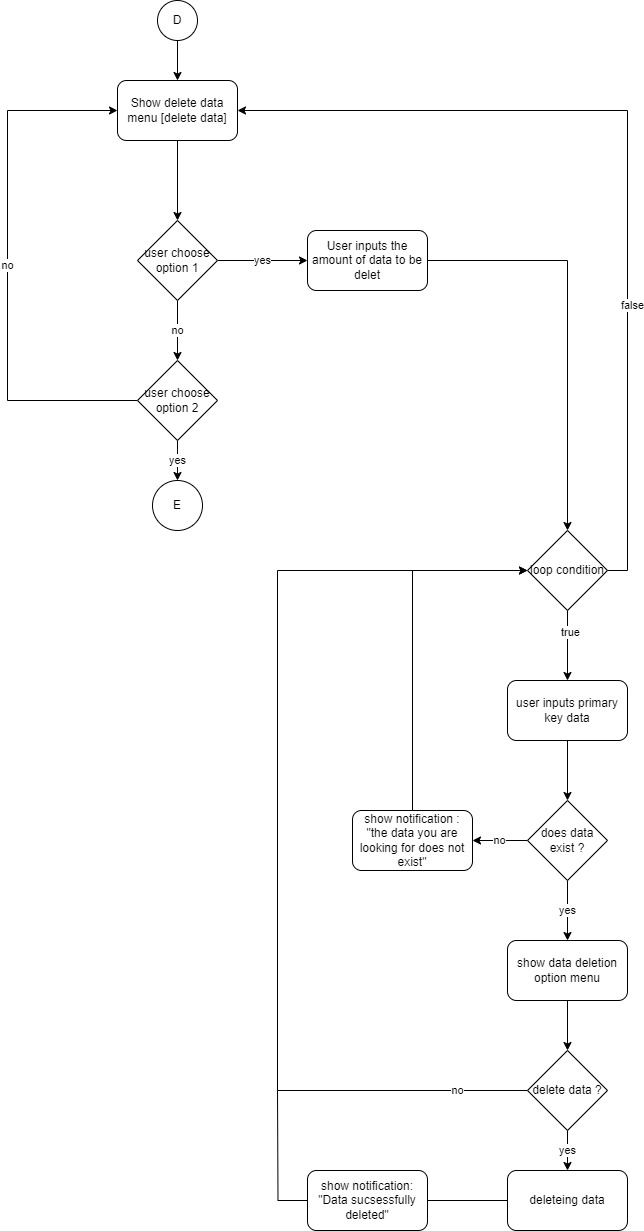 D
Show delete data
menu [delete data]
user choose
option 1
yes
User inputs the
amount of data to be
delet
no
no
false
user choose
option 2
yes
E
loop condition
true
user inputs primary
key data
show notification :
"the data you are
looking for does not
exist"
no
does data
exist ?
yes
show data deletion
option menu
no
delete data ?
yes
show notification:
"Data sucsessfully
deleted"
deleteing data